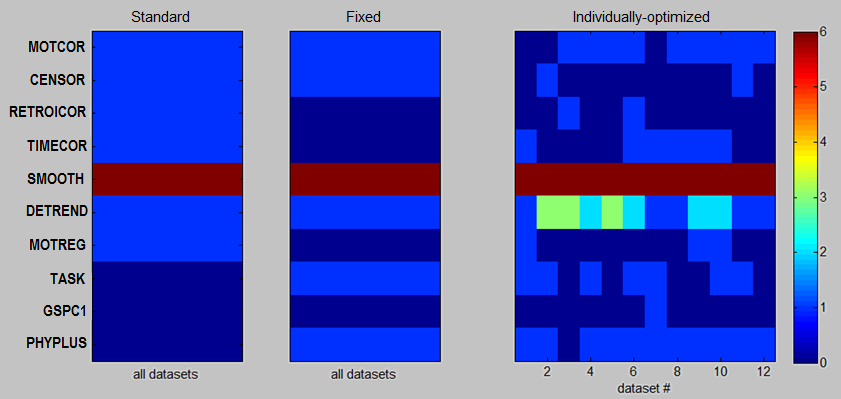 Standard
Fixed
Individually-optimized
MOTCOR
CENSOR
RETROICOR
TIMECOR
SMOOTH
DETREND
MOTREG
TASK
GSPC1
PHYPLUS
6
5
4
3
2
1
0
2 4 6 8 10 12
all datasets
all datasets
dataset #